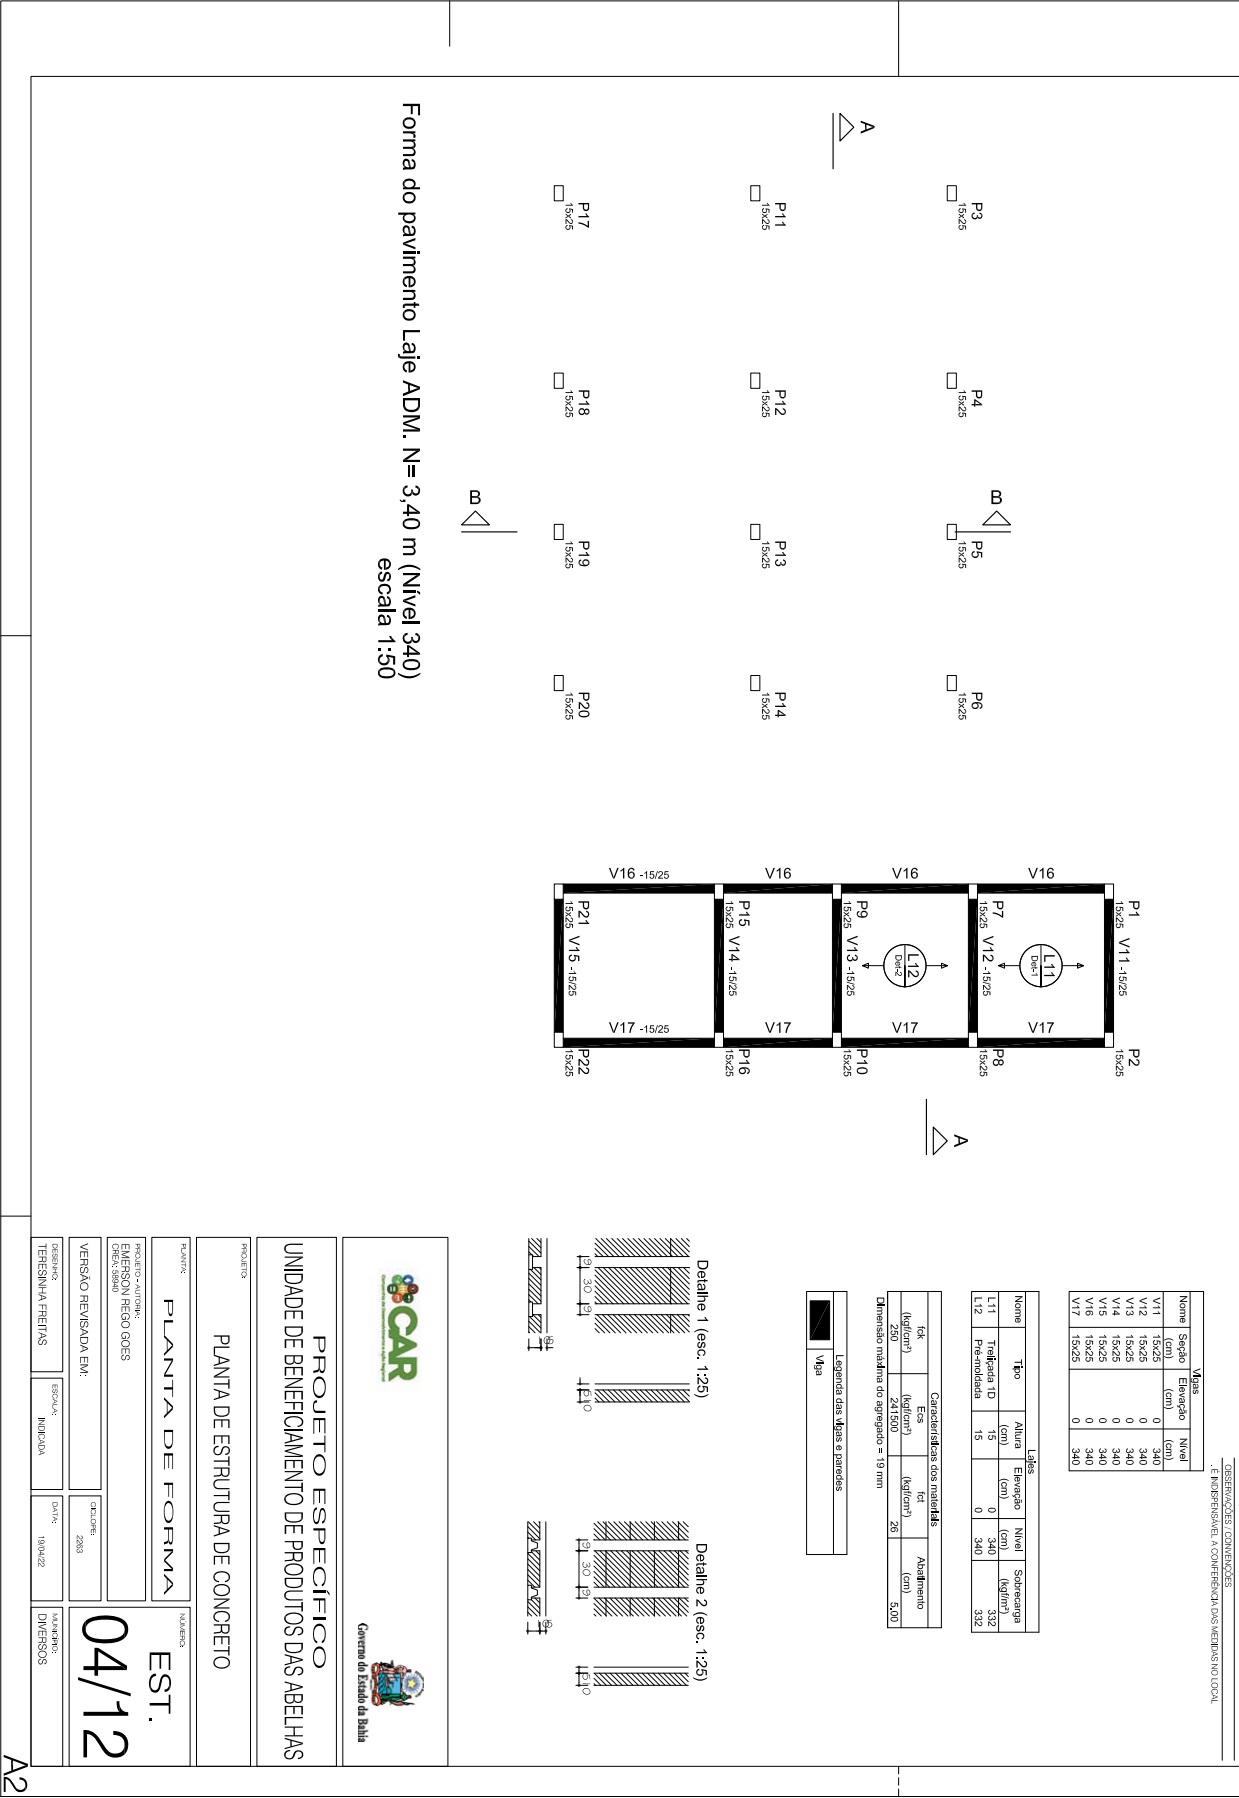 OBSERVAÇÕES / CONVENÇÕES
. É INDISPENSÁVEL A CONFERÊNCIA DAS MEDIDAS NO LOCAL
A
P3
15x25
P4
15x25
B
P5
15x25
P6
15x25
P11
15x25
P12
15x25
P13
15x25
P14
15x25
P17
15x25
P18
15x25
P19
15x25
P20
15x25
B
Forma do pavimento Laje ADM. N= 3,40 m (Nível 340)
escala 1:50
P1
15x25
V11 -15/25
P2
15x25
V16
L11
Det-1
V17
P7
15x25
V12 -15/25
P8
15x25
V16
L12
Det-2
V17
P9
15x25
V13 -15/25
P10
15x25
V16
V17
P15
15x25
V14 -15/25
P16
15x25
V16 -15/25
V17 -15/25
P21
15x25
V15 -15/25
P22
15x25
A
Vigas
Nome Seção (cm) Elevação (cm) Nível (cm)
V11 15x25 0 340
V12 15x25 0 340
V13 15x25 0 340
V14 15x25 0 340
V15 15x25 0 340
V16 15x25 0 340
V17 15x25 0 340
Lajes
Nome Tipo Altura (cm) Elevação (cm) Nível (cm) Sobrecarga (kgf/m²)
L11 Treliçada 1D 15 0 340 332
L12 Pré-moldada 15 0 340 332
Características dos materiais
fck (kgf/cm²) Ecs (kgf/cm²) fct (kgf/cm²) Abatimento (cm)
250 241500 26 5.00
Dimensão máxima do agregado = 19 mm
Legenda das vigas e paredes
Viga
Detalhe 1 (esc. 1:25)
9 30 9
Detalhe 2 (esc. 1:25)
9 30 9
CAR
Governo do Estado da Bahia
PROJETO ESPECÍFICO
UNIDADE DE BENEFICIAMENTO DE PRODUTOS DAS ABELHAS
PROJETO:
PLANTA DE ESTRUTURA DE CONCRETO
PLANTA:
PLANTA DE FORMA
NUMERO:
EST.
04/12
PROJETO - AUTORIA:
EMERSON REGO GOES
CREA: 58940
VERSÃO REVISADA EM:
CICLOPE:
2263
DESENHO:
TERESINHA FREITAS
ESCALA:
INDICADA
DATA:
19/04/22
MUNICÍPIO:
DIVERSOS
A2